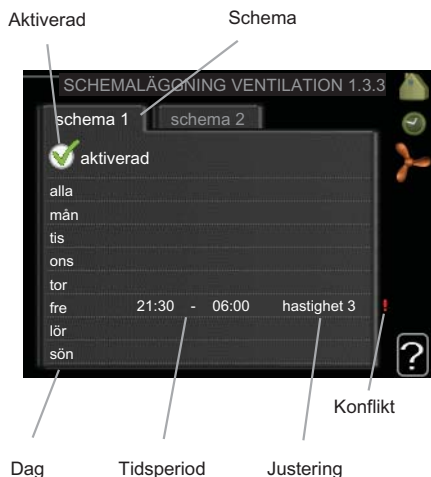 Aktiverad Schema
SCHEMALÄGGNING VENTILATION 1.3.3
schema 1 schema 2
aktiverad
alla
mån
tis
ons
tor
fre 21:30 - 06:00 hastighet 3 !
lör
sön
?
Konflikt
Dag Tidsperiod Justering